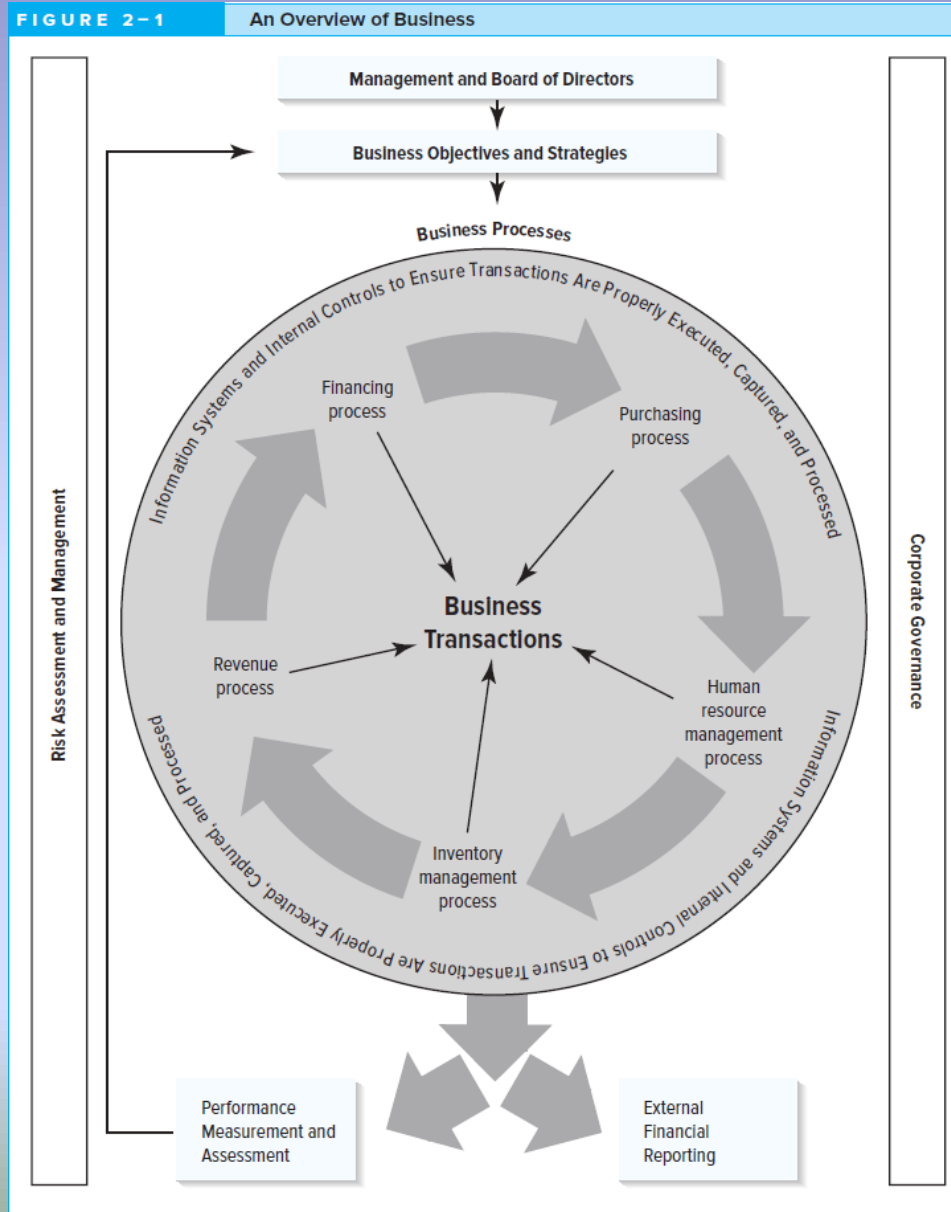 FIGURE 2–1
An Overview of Business
Management and Board of Directors
Business Objectives and Strategies
Business Processes
Information Systems and Internal Controls to Ensure Transactions Are Properly Executed, Captured, and Processed
Financing
process
Purchasing
process
Business
Transactions
Revenue
process
Human
resource
management
process
Inventory
management
process
Information Systems and Internal Controls to Ensure Transactions Are Properly Executed, Captured, and Processed
Risk Assessment and Management
Corporate Governance
Performance
Measurement and
Assessment
External
Financial
Reporting